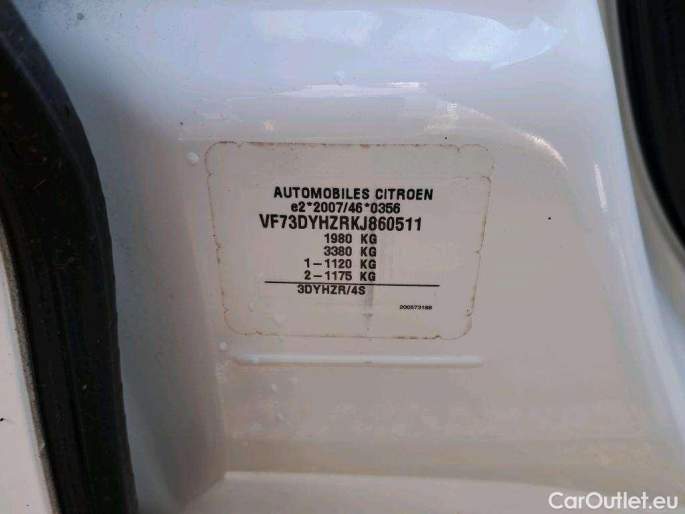 AUTOMOBILES CITROEN
e2*2007/46*0356
VF73DYHZRKJ860511
1980 KG
3380 KG
1-1120 KG
2-1175 KG
3DYHZR/4S
CarOutlet.eu